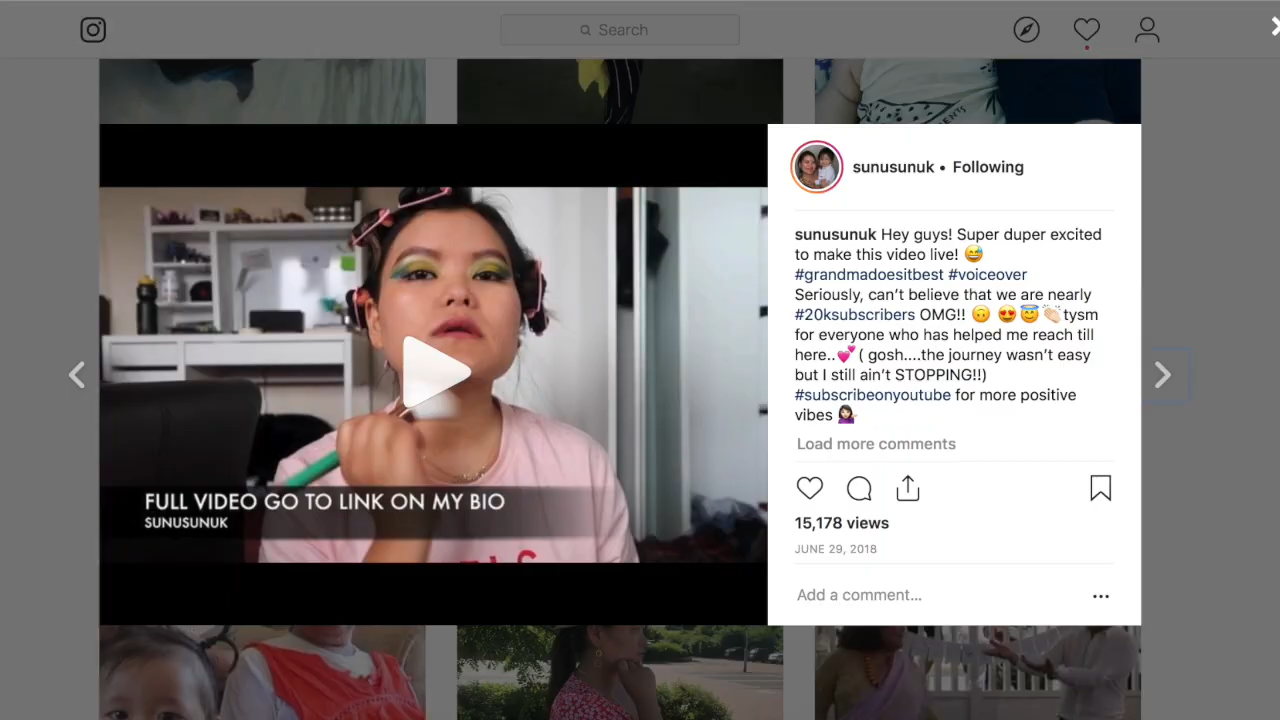 Search
sunusunuk • Following
sunusunuk Hey guys! Super duper excited
to make this video live! 😅
#grandmadoesitbest #voiceover
Seriously, can't believe that we are nearly
#20ksubscribers OMG!! 🙃 😍😇👏🏻tysm
for everyone who has helped me reach till
here..💕( gosh....the journey wasn't easy
but I still ain't STOPPING!!)
#subscribeonyoutube for more positive
vibes 💁🏻‍♀️
Load more comments
15,178 views
JUNE 29, 2018
Add a comment...
FULL VIDEO GO TO LINK ON MY BIO
SUNUSUNUK